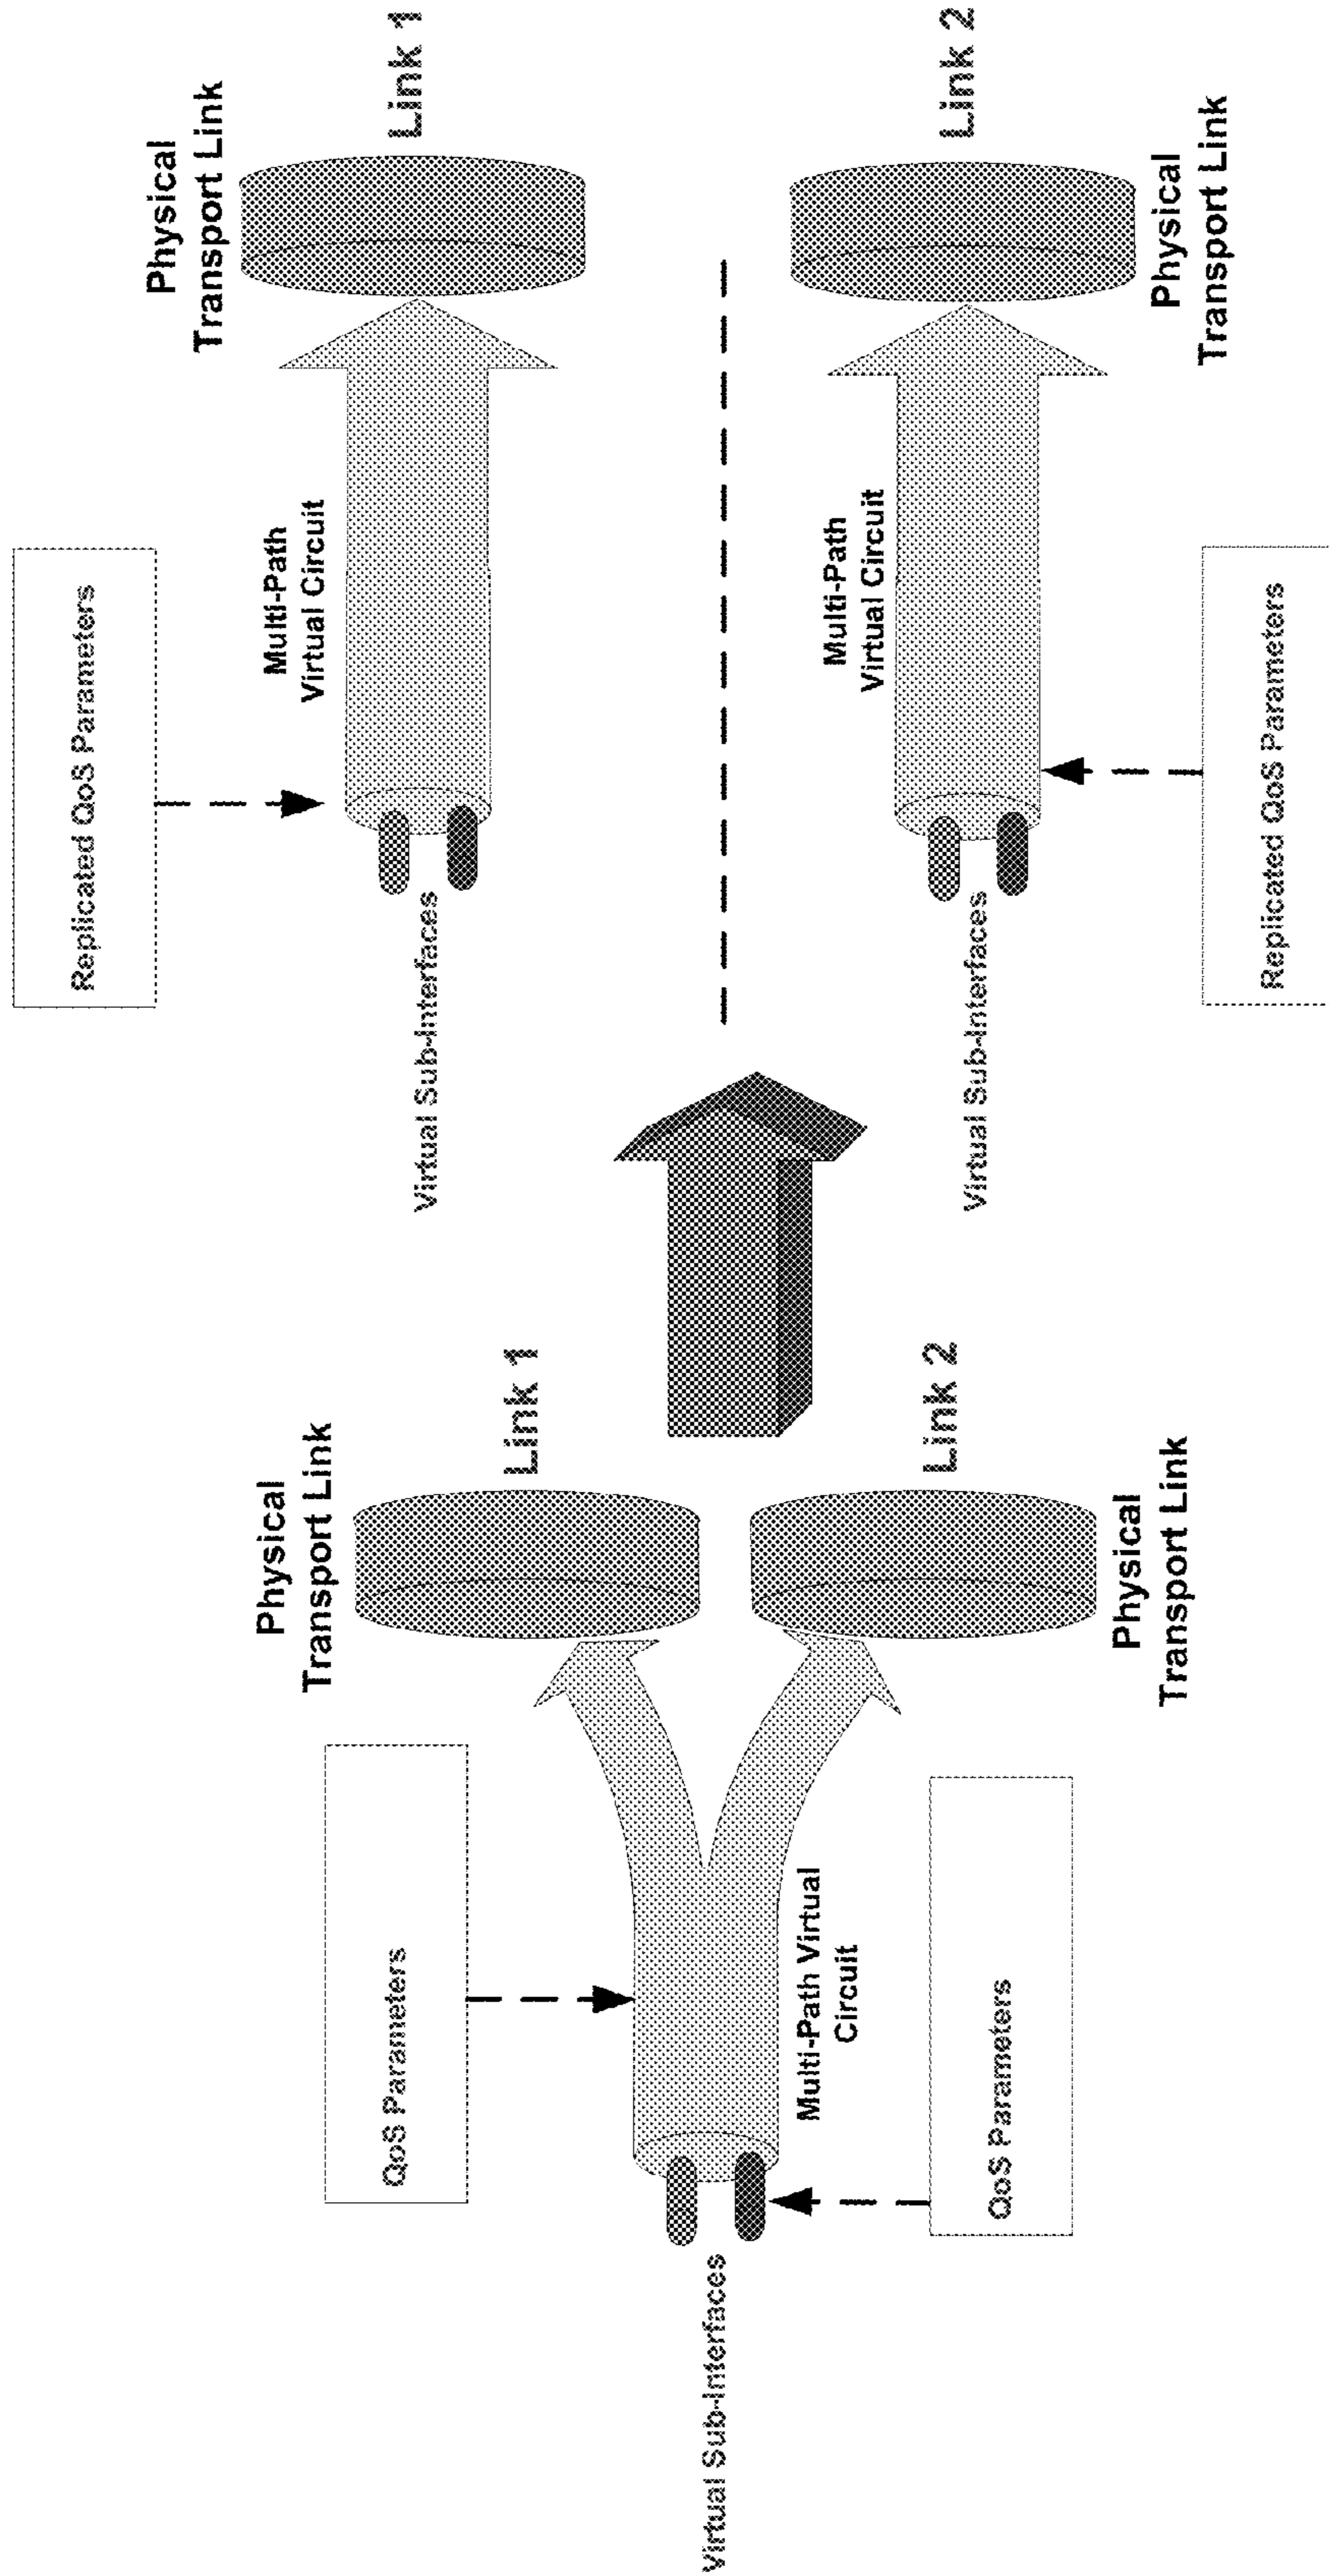 Physical
Transport Link
QoS Parameters
Link 1
Virtual Sub-Interfaces
Multi-Path Virtual
Circuit
Link 2
QoS Parameters
Physical
Transport Link
Replicated QoS Parameters
Physical
Transport Link
Multi-Path
Virtual Circuit
Link 1
Virtual Sub-Interfaces
Multi-Path
Virtual Circuit
Link 2
Virtual Sub-Interfaces
Physical
Transport Link
Replicated QoS Parameters